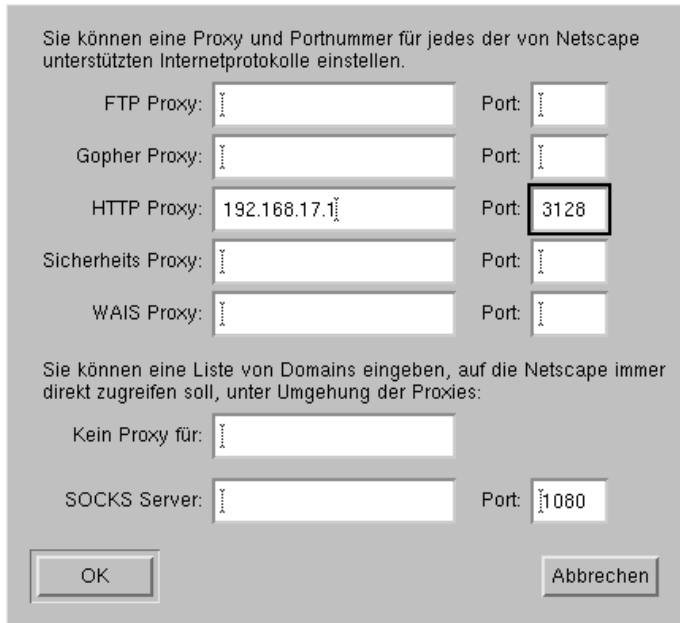 Sie können eine Proxy und Portnummer für jedes der von Netscape
unterstützten Internetprotokolle einstellen.
FTP Proxy: Port:
Gopher Proxy: Port:
HTTP Proxy: 192.168.17.1 Port: 3128
Sicherheits Proxy: Port:
WAIS Proxy: Port:
Sie können eine Liste von Domains eingeben, auf die Netscape immer
direkt zugreifen soll, unter Umgehung der Proxies:
Kein Proxy für:
SOCKS Server: Port: 1080
OK Abbrechen